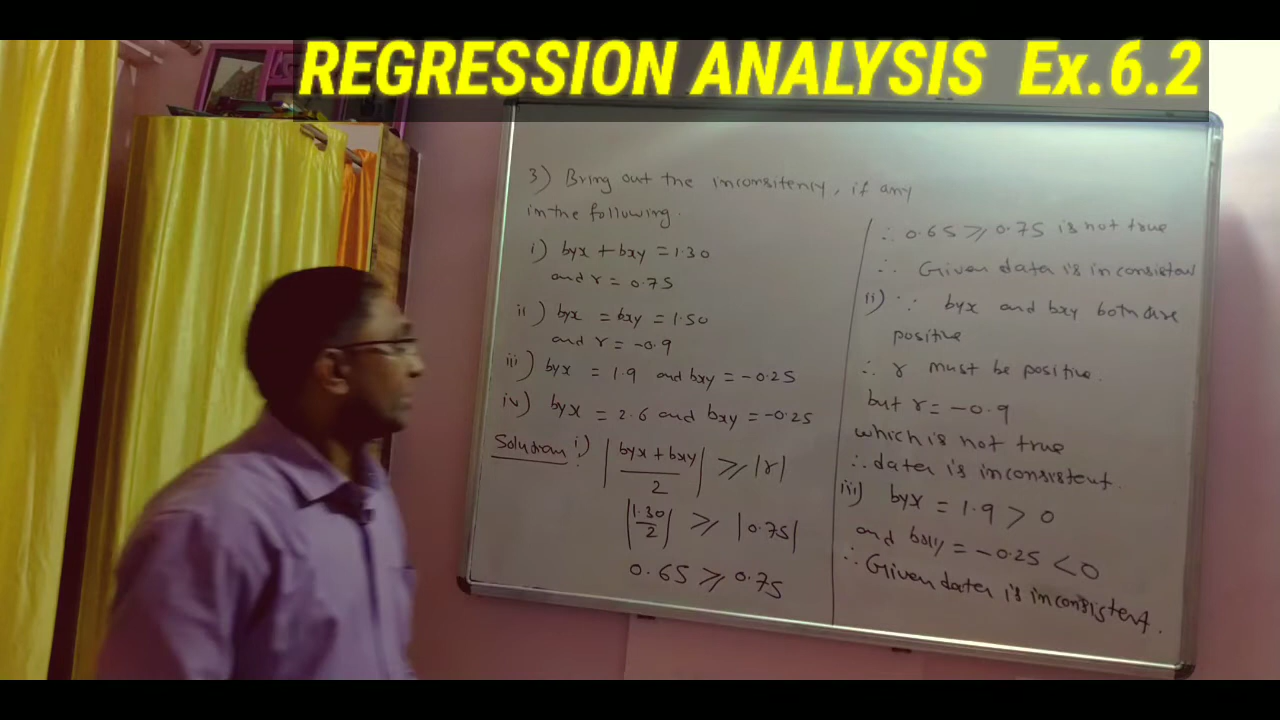 REGRESSION ANALYSIS Ex.6.2
3) Bring out the inconsitency, if any
in the following.
i) byx + bxy = 1.30
and r = 0.75
ii) byx = bxy = 1.50
and r = -0.9
iii) byx = 1.9 and bxy = -0.25
iv) byx = 2.6 and bxy = -0.25
Solution: i) |byx + bxy / 2| ⩾ |r|
|1.30 / 2| ⩾ |0.75|
0.65 ⩾ 0.75
∴ 0.65 ⩾ 0.75 is not true
∴ Given data is inconsistent
ii) ∵ byx and bxy both are
positive
∴ r must be positive.
but r = -0.9
which is not true
∴ data is inconsistent.
iii) byx = 1.9 > 0
and bxy = -0.25 < 0
∴ Given data is inconsistent.